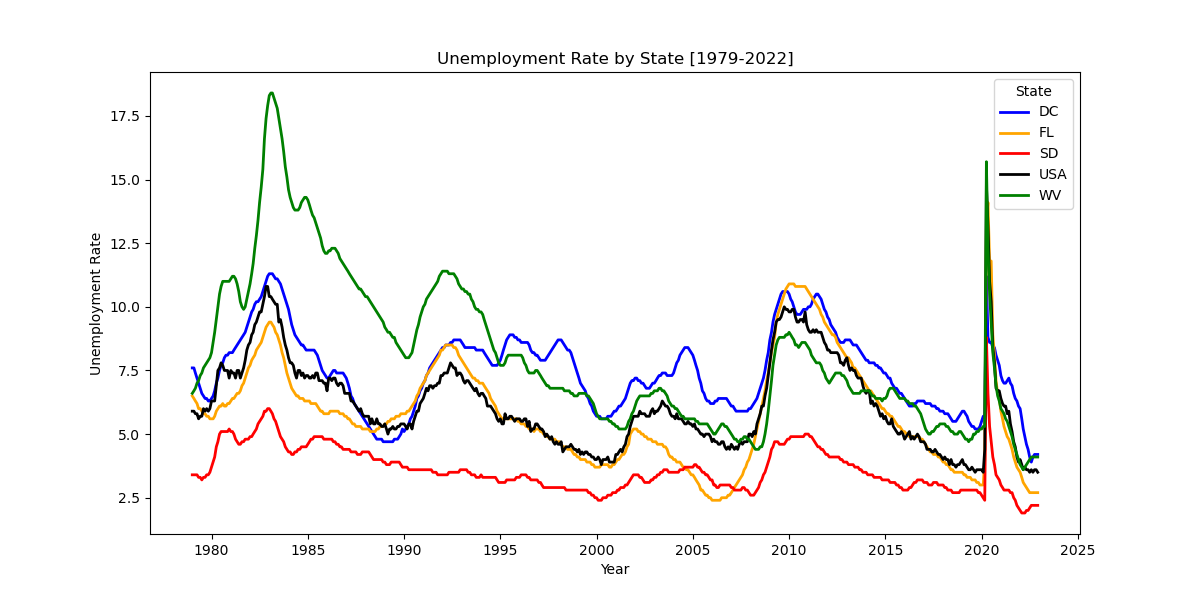 Unemployment Rate by State [1979-2022]
Unemployment Rate
17.5
15.0
12.5
10.0
7.5
5.0
2.5
State
DC
FL
SD
USA
WV
1980 1985 1990 1995 2000 2005 2010 2015 2020 2025
Year